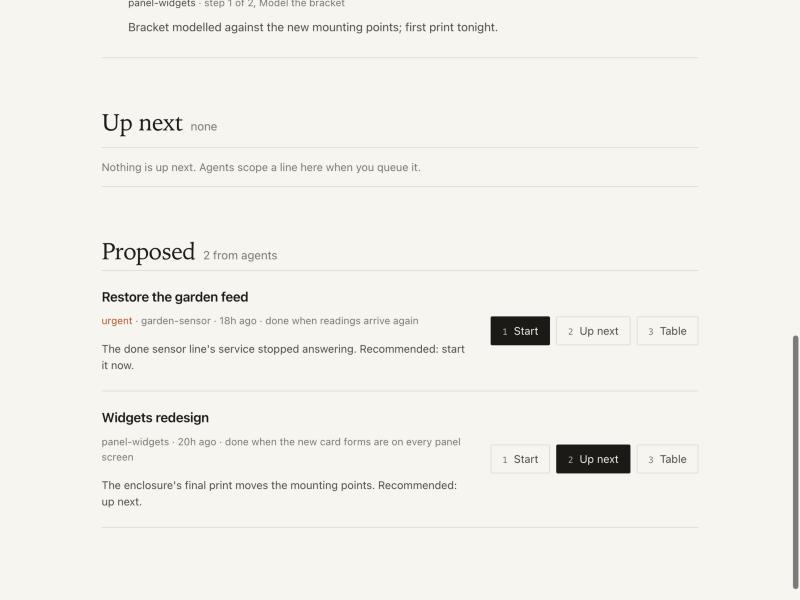 panel-widgets · step 1 of 2, Model the bracket
Bracket modelled against the new mounting points; first print tonight.
Up next none
Nothing is up next. Agents scope a line here when you queue it.
Proposed 2 from agents
Restore the garden feed
urgent · garden-sensor · 18h ago · done when readings arrive again
The done sensor line's service stopped answering. Recommended: start
it now.
1 Start 2 Up next 3 Table
Widgets redesign
panel-widgets · 20h ago · done when the new card forms are on every panel
screen
The enclosure's final print moves the mounting points. Recommended:
up next.
1 Start 2 Up next 3 Table